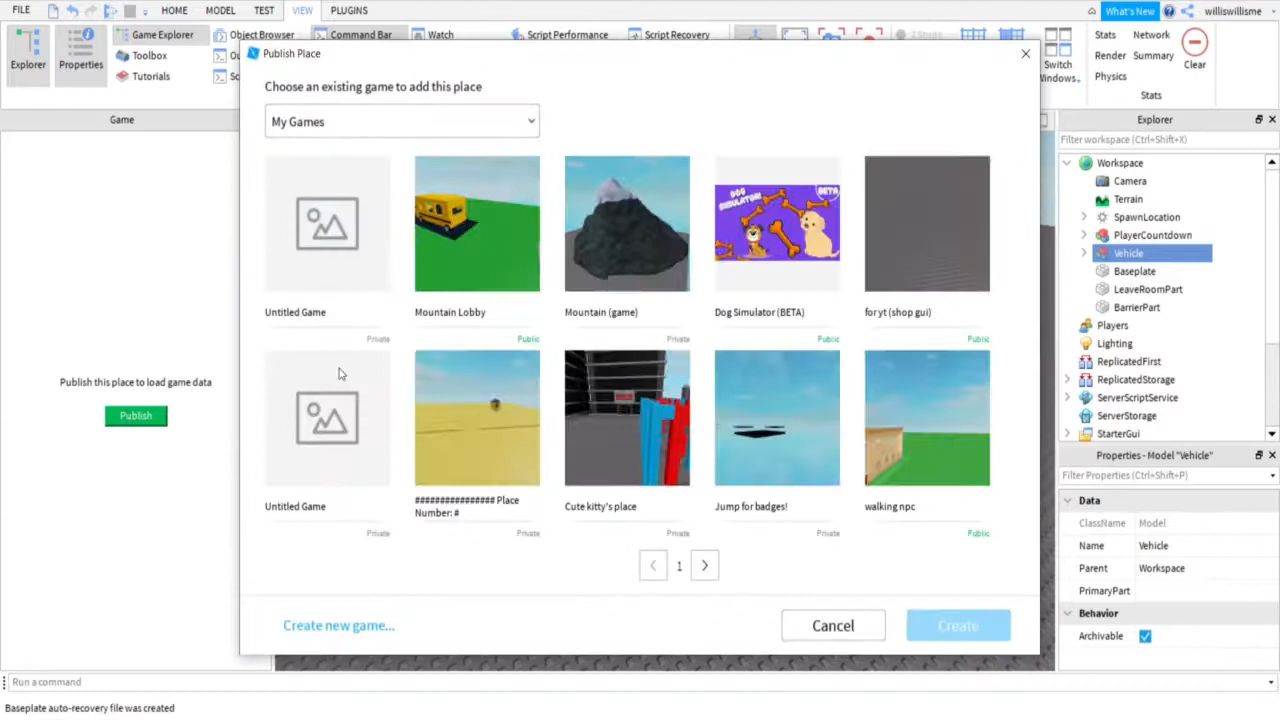 FILE HOME MODEL TEST VIEW PLUGINS What's New williswillisme
Explorer Properties Game Explorer Object Browser Command Bar Watch Script Performance Script Recovery 2 Studs Switch Windows Stats Network Clear
Toolbox
Tutorials
Render Summary
Physics
Stats
Publish Place
Choose an existing game to add this place
My Games
DOG SIMULATOR! BETA
Untitled Game Mountain Lobby Mountain (game) Dog Simulator (BETA) for yt (shop gui)
Private Public Private Public Public
Untitled Game ################ Place Number: # Cute kitty's place Jump for badges! walking npc
Private Private Private Private Public
1
Create new game... Cancel Create
Game
Publish this place to load game data
Publish
Explorer
Filter workspace (Ctrl+Shift+X)
Workspace
Camera
Terrain
SpawnLocation
PlayerCountdown
Vehicle
Baseplate
LeaveRoomPart
BarrierPart
Players
Lighting
ReplicatedFirst
ReplicatedStorage
ServerScriptService
ServerStorage
StarterGui
Properties - Model "Vehicle"
Filter Properties (Ctrl+Shift+P)
Data
ClassName Model
Name Vehicle
Parent Workspace
PrimaryPart
Behavior
Archivable
Run a command
Baseplate auto-recovery file was created